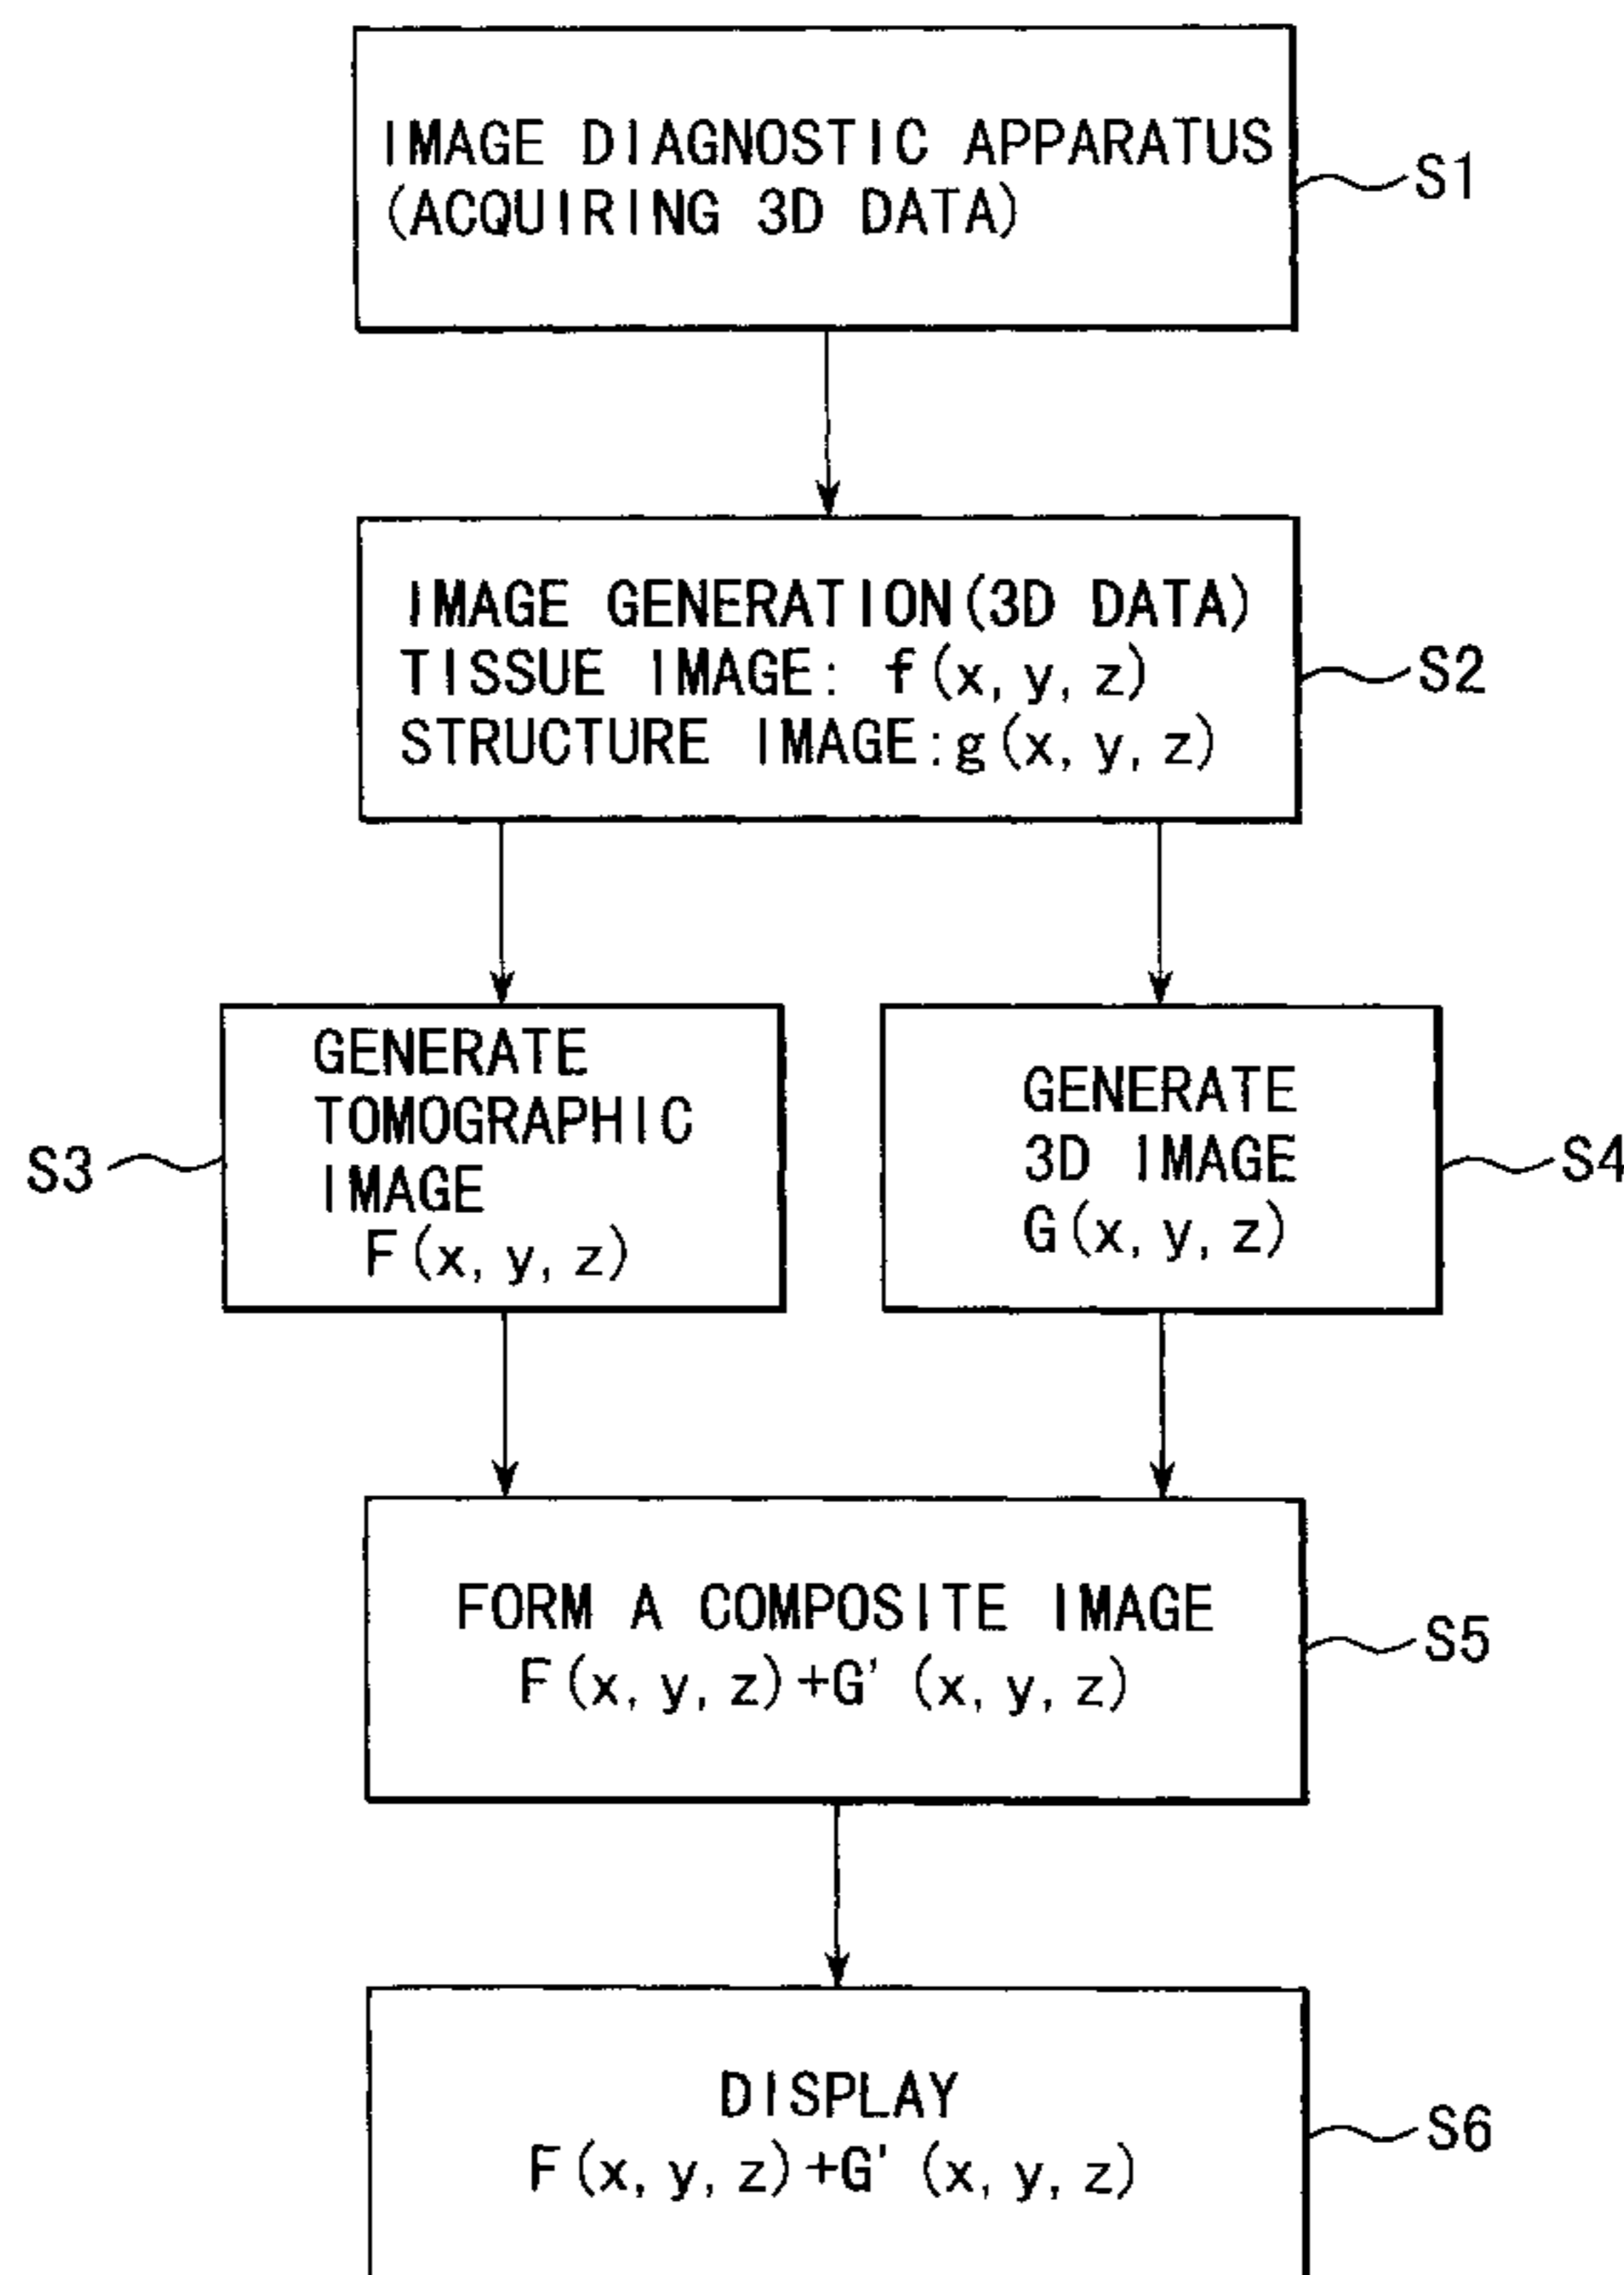 IMAGE DIAGNOSTIC APPARATUS
(ACQUIRING 3D DATA)
S1
IMAGE GENERATION(3D DATA)
TISSUE IMAGE: f(x, y, z)
STRUCTURE IMAGE:g(x, y, z)
S2
GENERATE
TOMOGRAPHIC
IMAGE
F(x, y, z)
S3
GENERATE
3D IMAGE
G(x, y, z)
S4
FORM A COMPOSITE IMAGE
F(x, y, z)+G'(x, y, z)
S5
DISPLAY
F(x, y, z)+G'(x, y, z)
S6